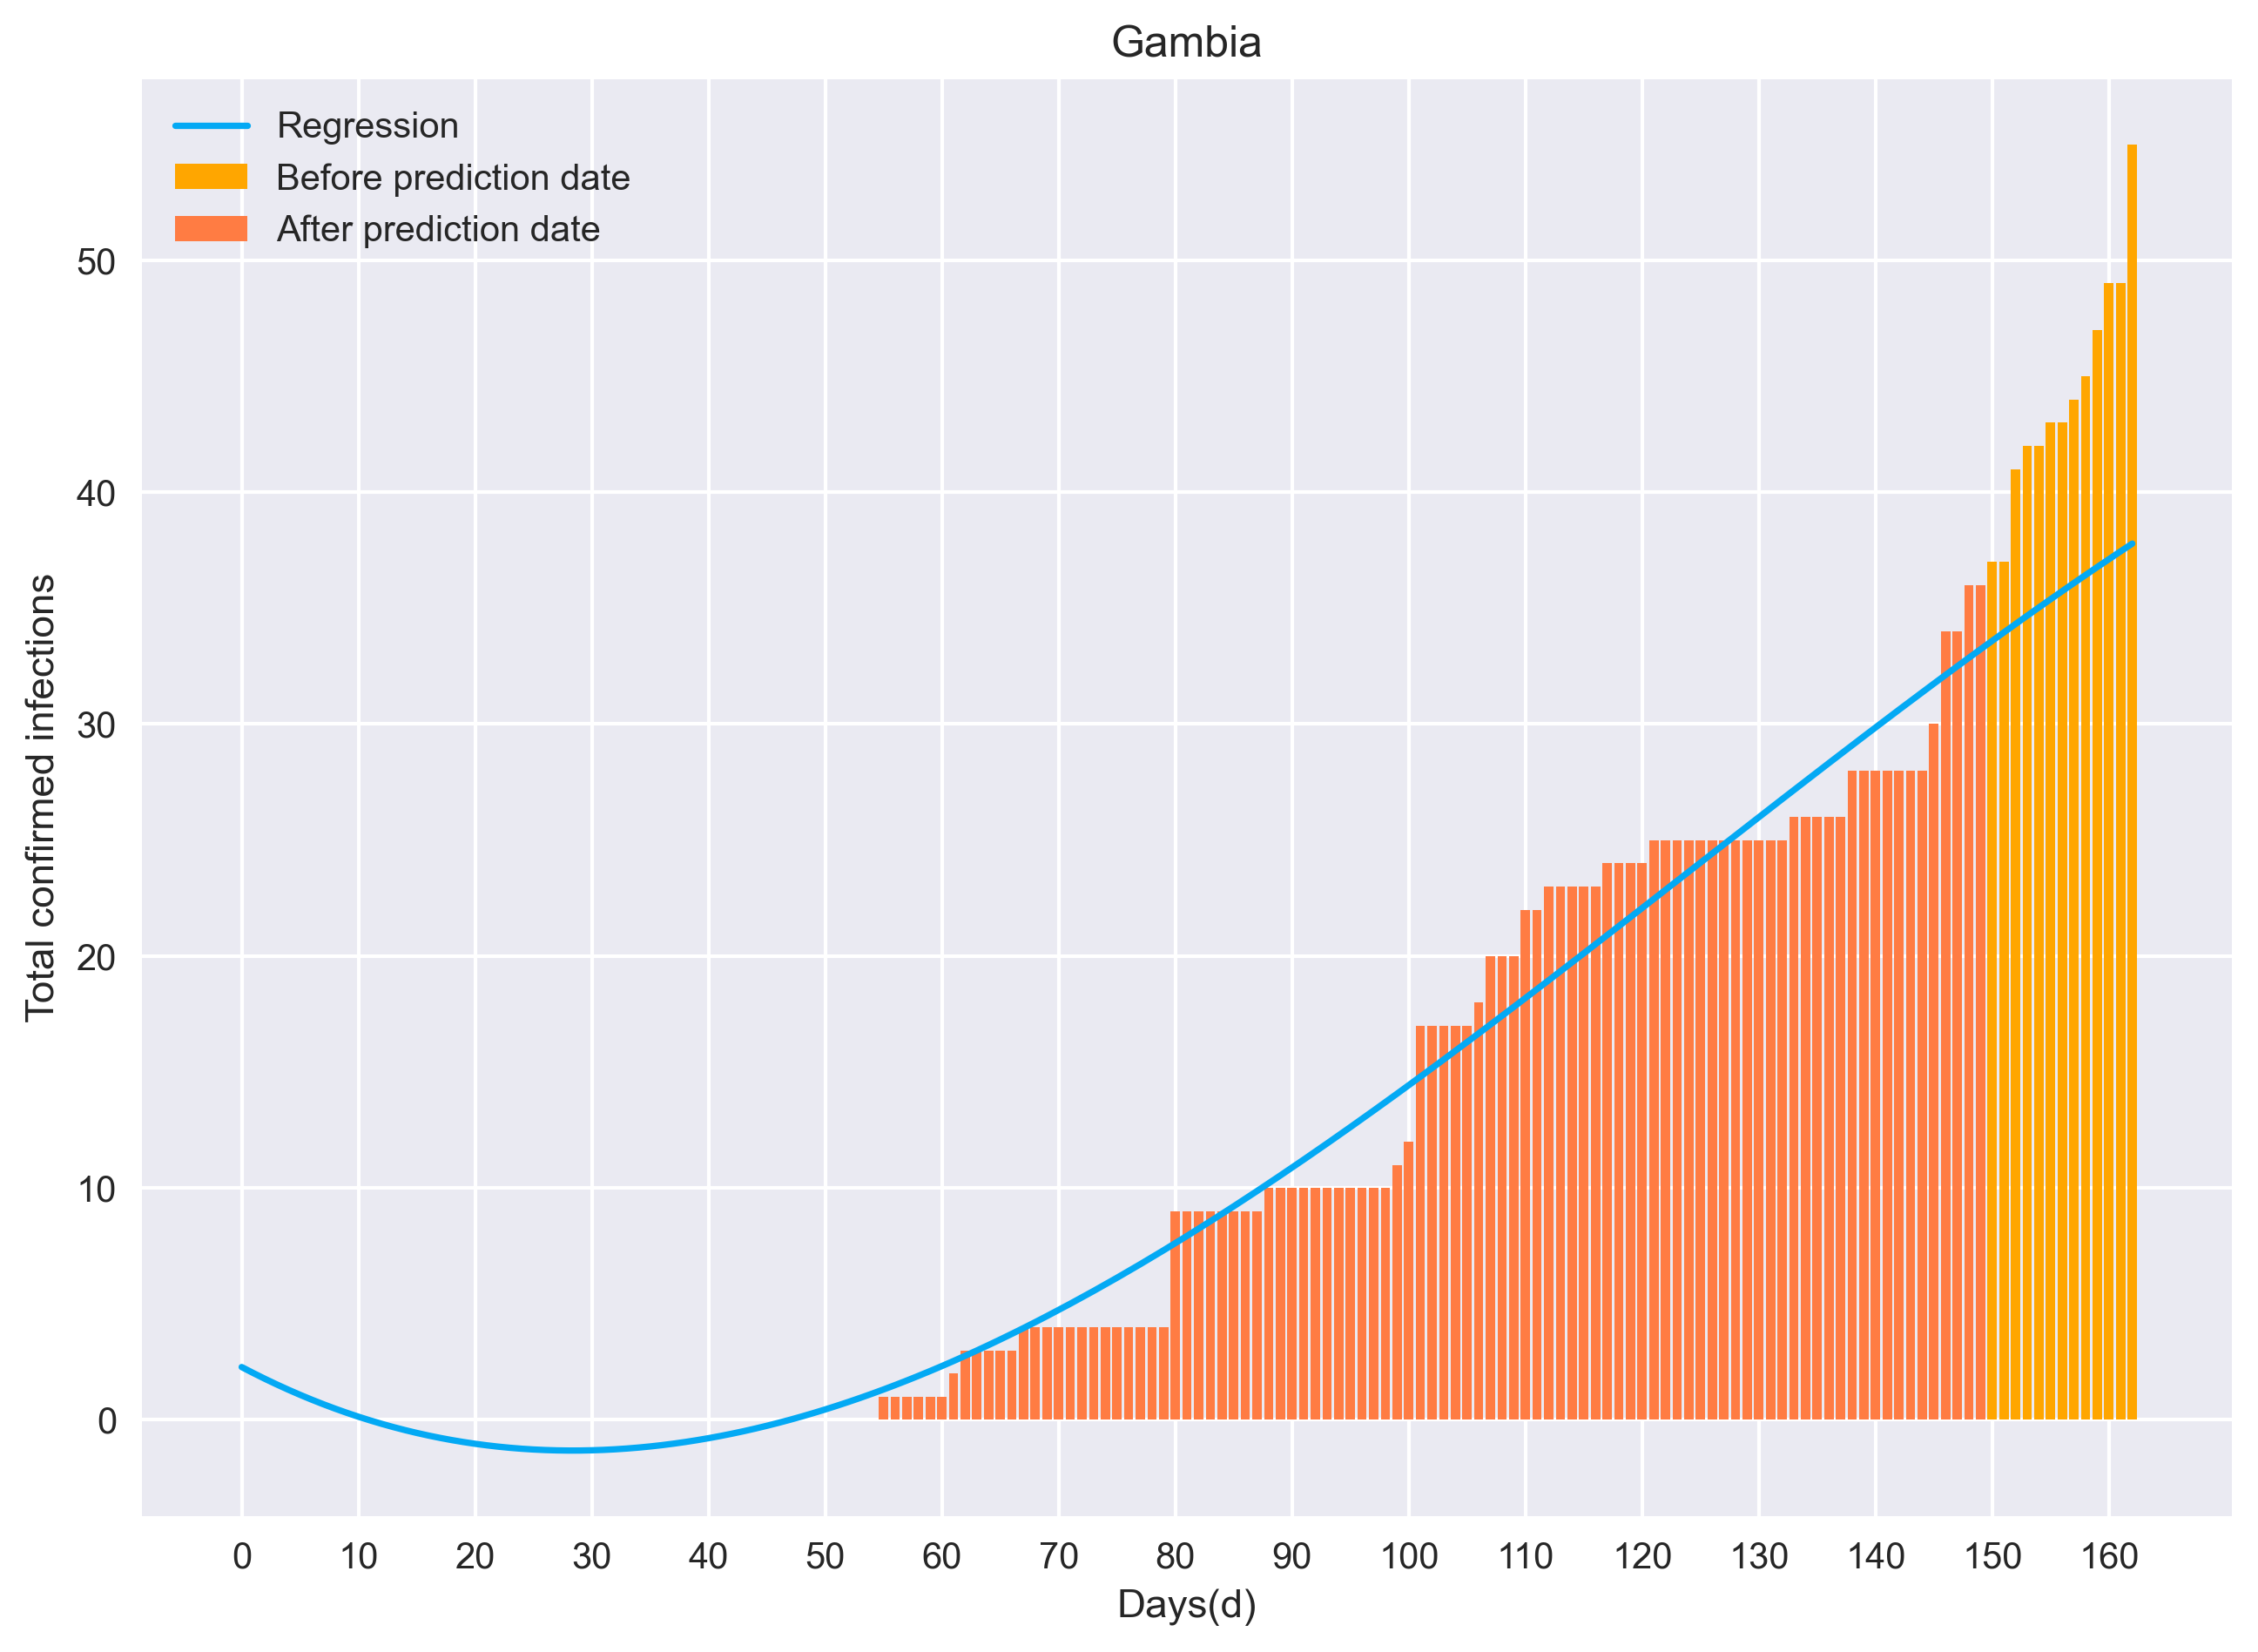 Gambia
Regression
Before prediction date
After prediction date
50
40
30
20
10
0
Total confirmed infections
0 10 20 30 40 50 60 70 80 90 100 110 120 130 140 150 160
Days(d)